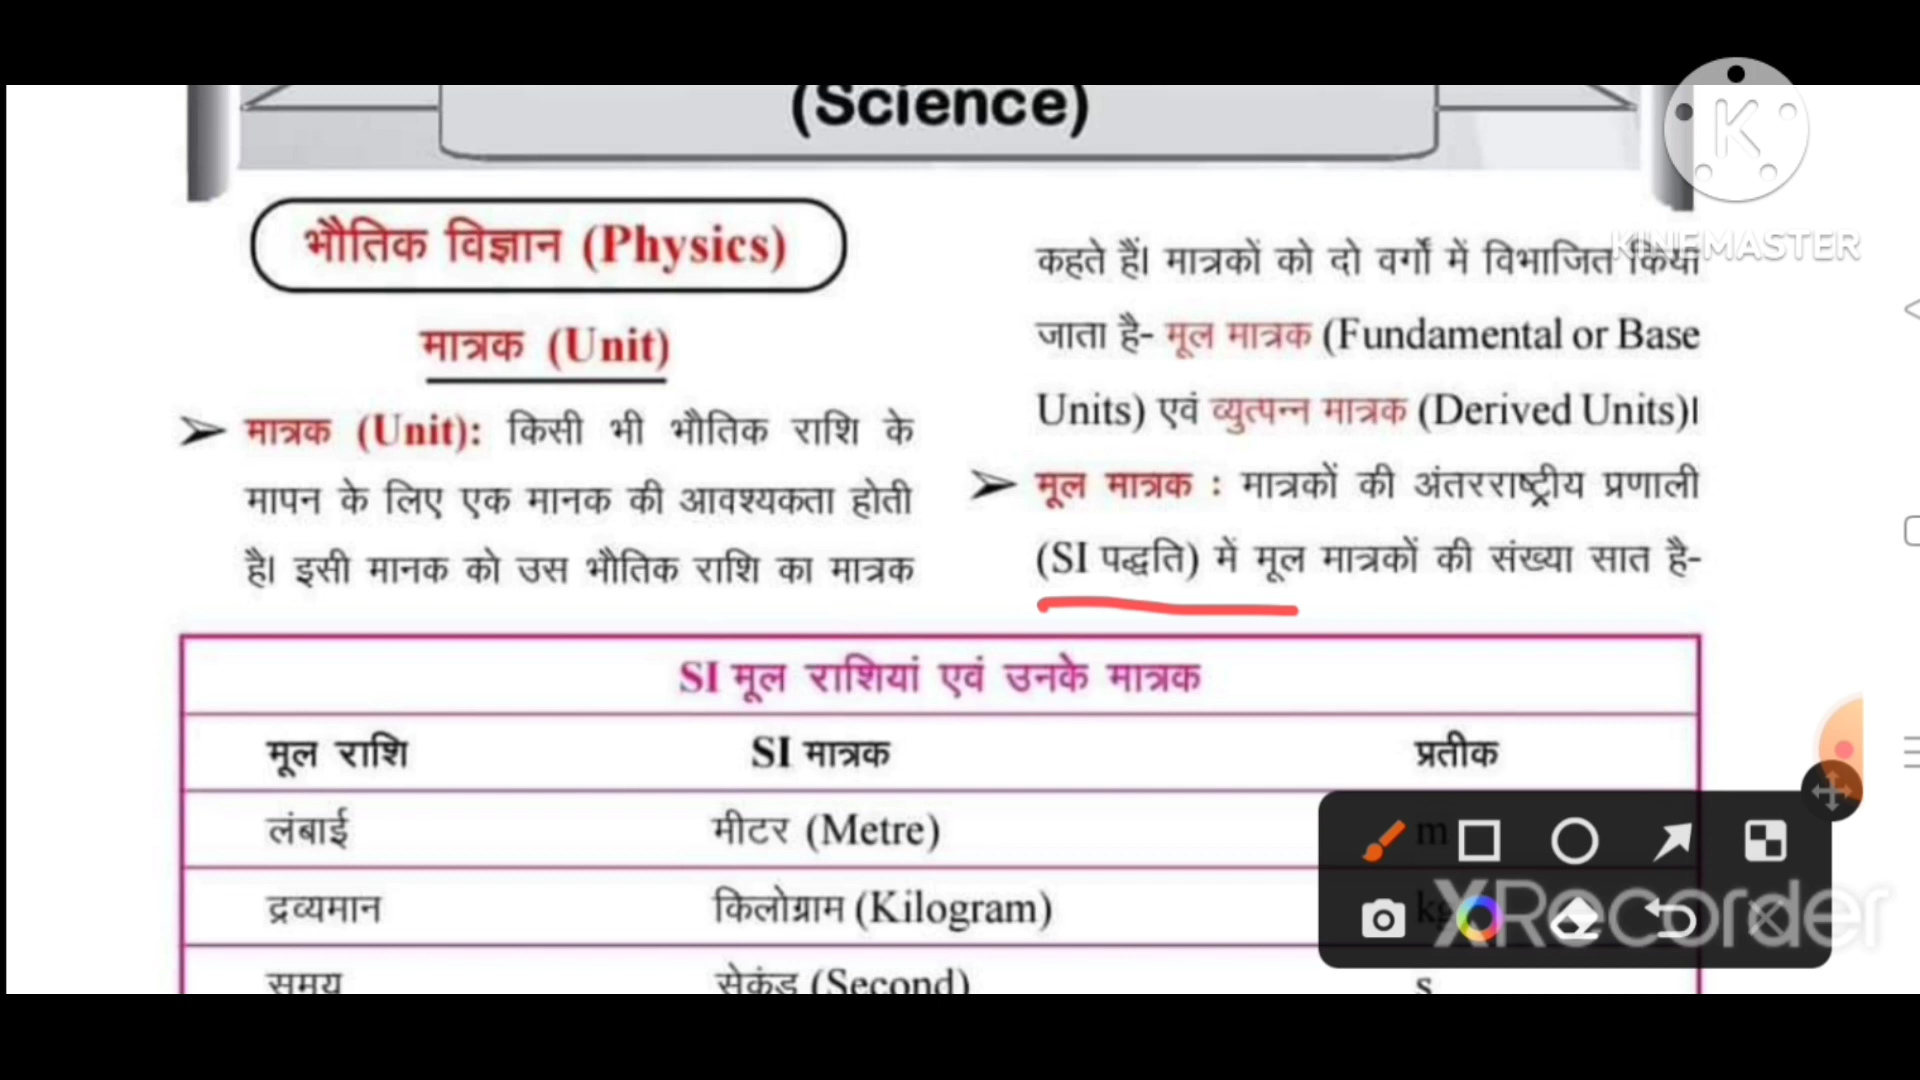 (Science)
KINEMASTER
भौतिक विज्ञान (Physics)
मात्रक (Unit)
मात्रक (Unit): किसी भी भौतिक राशि के
मापन के लिए एक मानक की आवश्यकता होती
है। इसी मानक को उस भौतिक राशि का मात्रक
कहते हैं। मात्रकों को दो वर्गों में विभाजित किया
जाता है- मूल मात्रक (Fundamental or Base
Units) एवं व्युत्पन्न मात्रक (Derived Units)।
मूल मात्रक : मात्रकों की अंतरराष्ट्रीय प्रणाली
(SI पद्धति) में मूल मात्रकों की संख्या सात है-
SI मूल राशियां एवं उनके मात्रक
मूल राशि SI मात्रक प्रतीक
लंबाई मीटर (Metre) m
द्रव्यमान किलोग्राम (Kilogram)
समय सेकंड (Second) s
XRecorder